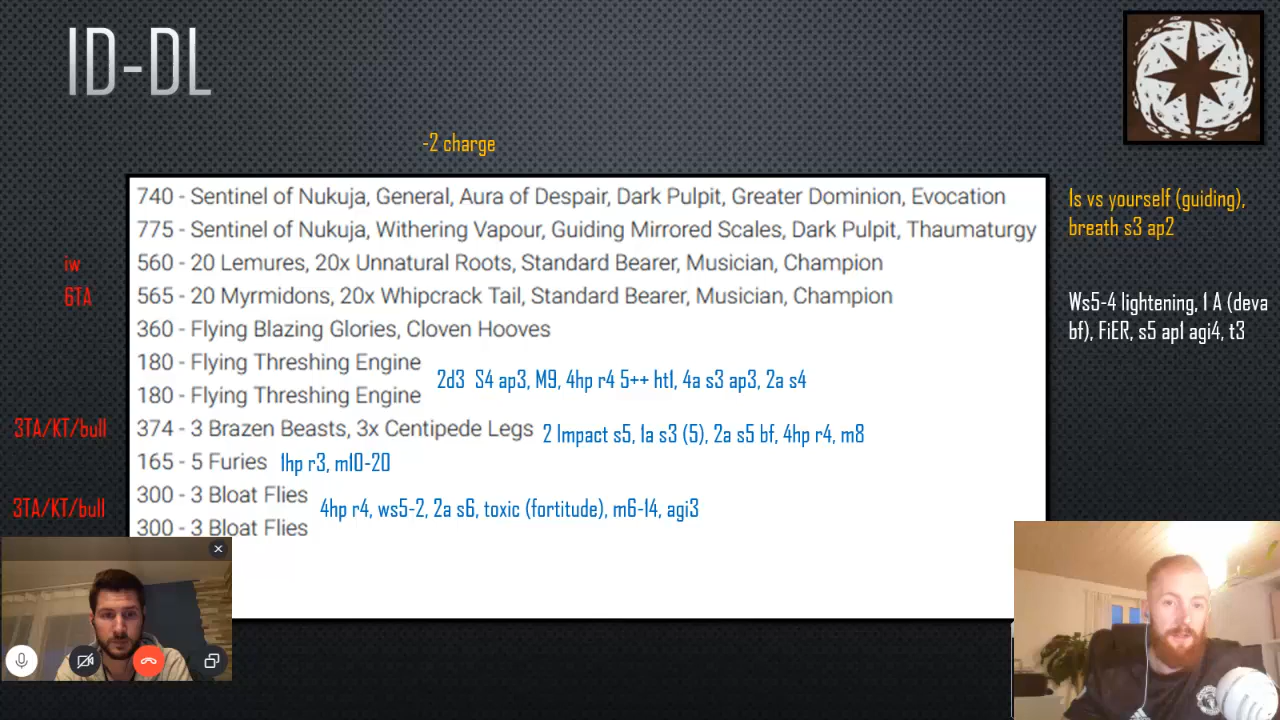 ID-DL
-2 charge
740 - Sentinel of Nukuja, General, Aura of Despair, Dark Pulpit, Greater Dominion, Evocation
Is vs yourself (guiding),
775 - Sentinel of Nukuja, Withering Vapour, Guiding Mirrored Scales, Dark Pulpit, Thaumaturgy
breath s3 ap2
iw
560 - 20 Lemures, 20x Unnatural Roots, Standard Bearer, Musician, Champion
6TA
565 - 20 Myrmidons, 20x Whipcrack Tail, Standard Bearer, Musician, Champion
Ws5-4 lightening, 1 A (deva
360 - Flying Blazing Glories, Cloven Hooves
bf), FiER, s5 ap1 agi4, t3
180 - Flying Threshing Engine
2d3 S4 ap3, M9, 4hp r4 5++ ht1, 4a s3 ap3, 2a s4
180 - Flying Threshing Engine
3TA/KT/bull
374 - 3 Brazen Beasts, 3x Centipede Legs
2 Impact s5, 1a s3 (5), 2a s5 bf, 4hp r4, m8
165 - 5 Furies
1hp r3, m10-20
300 - 3 Bloat Flies
3TA/KT/bull
4hp r4, ws5-2, 2a s6, toxic (fortitude), m6-14, agi3
300 - 3 Bloat Flies